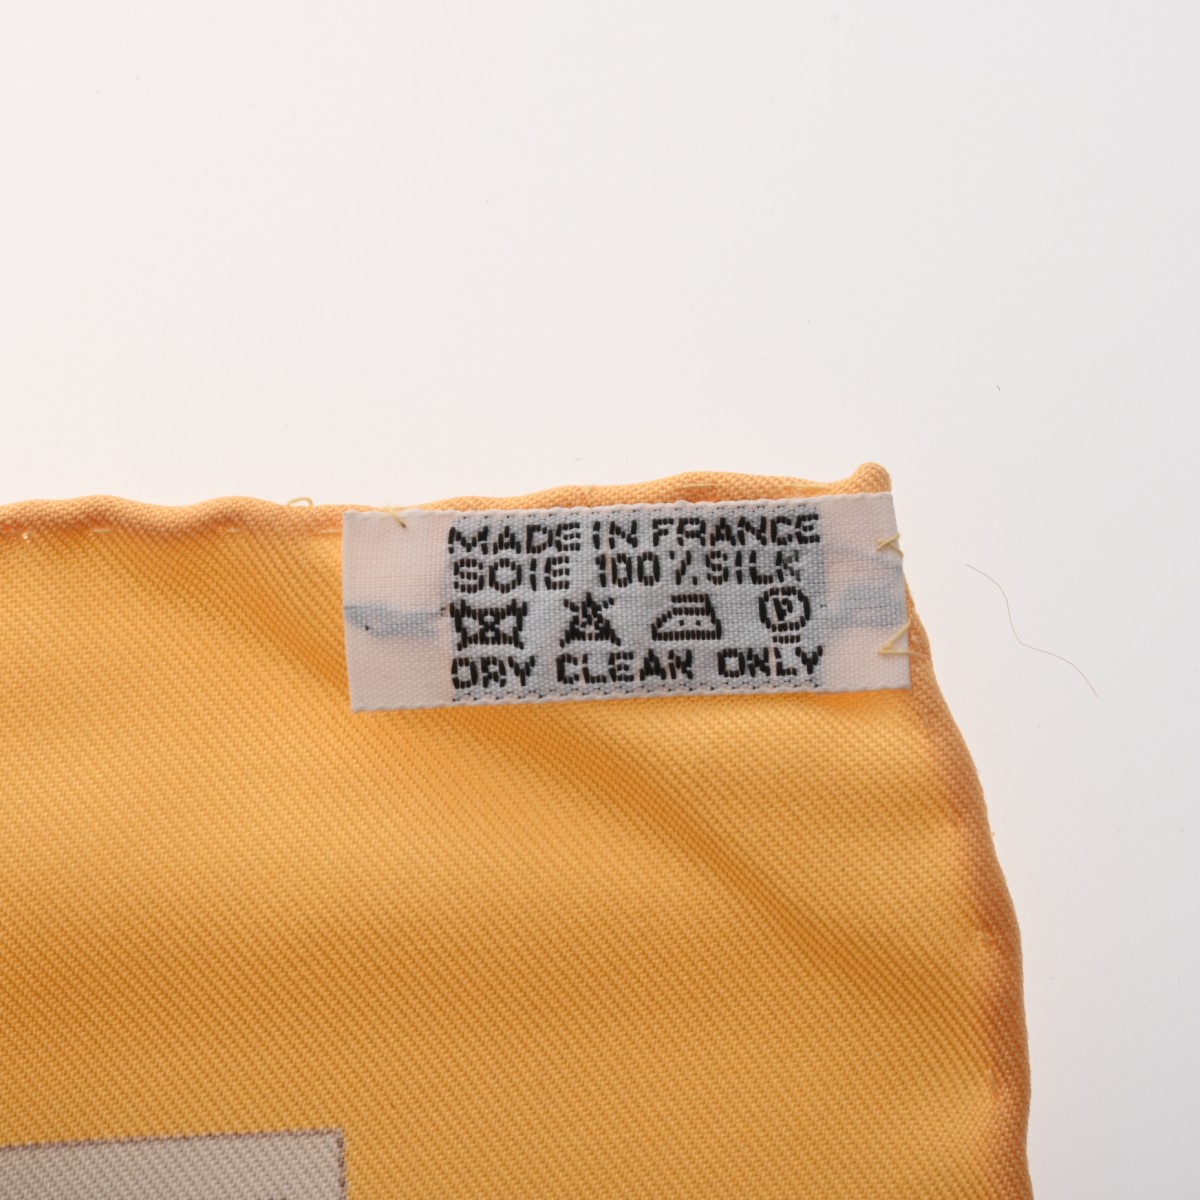 MADE IN FRANCE
SOIE 100% SILK
P
DRY CLEAN ONLY